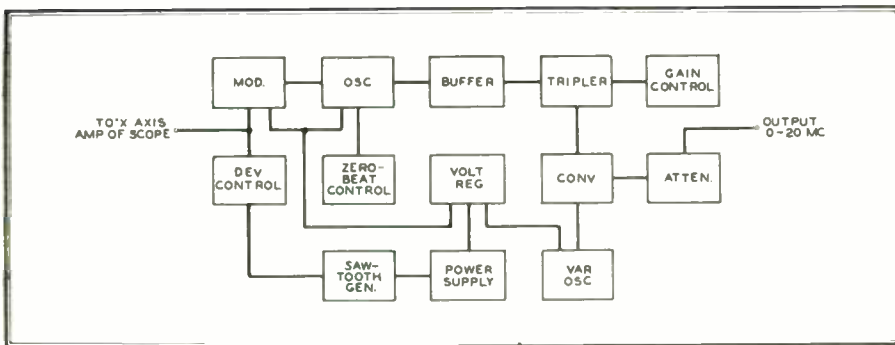 MOD.
OSC
BUFFER
TRIPLER
GAIN
CONTROL
TO'X AXIS
AMP OF SCOPE
OUTPUT
0-20 MC
DEV
CONTROL
ZERO-
BEAT
CONTROL
VOLT
REG
CONV
ATTEN.
SAW-
TOOTH
GEN.
POWER
SUPPLY
VAR
OSC